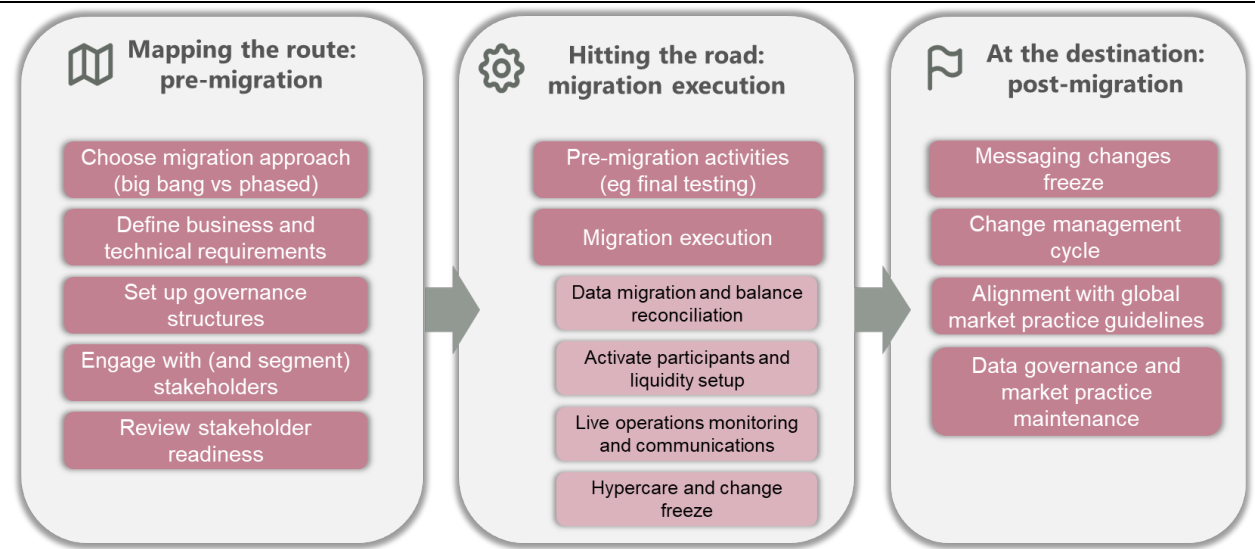 Mapping the route:
pre-migration
Choose migration approach
(big bang vs phased)
Define business and
technical requirements
Set up governance
structures
Engage with (and segment)
stakeholders
Review stakeholder
readiness
Hitting the road:
migration execution
Pre-migration activities
(eg final testing)
Migration execution
Data migration and balance
reconciliation
Activate participants and
liquidity setup
Live operations monitoring
and communications
Hypercare and change
freeze
At the destination:
post-migration
Messaging changes
freeze
Change management
cycle
Alignment with global
market practice guidelines
Data governance and
market practice
maintenance